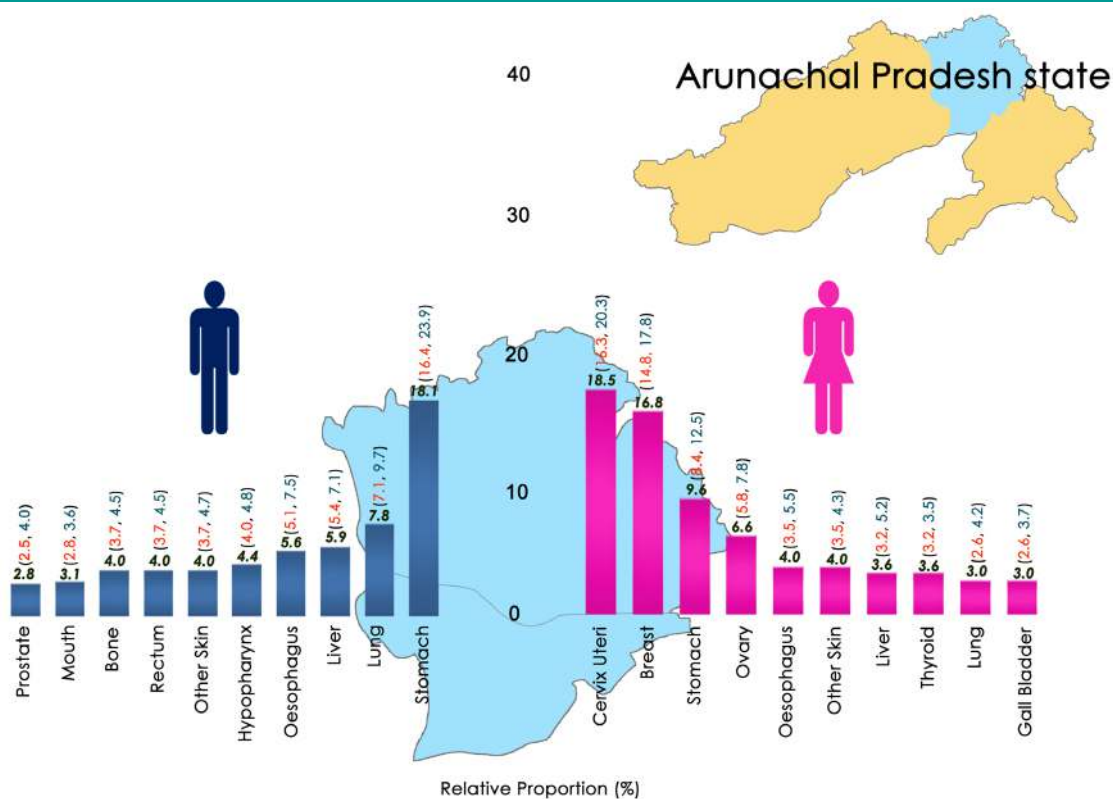 Arunachal Pradesh state
40
30
20
10
0
2.8 (2.5, 4.0)
3.1 (2.8, 3.6)
4.0 (3.7, 4.5)
4.0 (3.7, 4.5)
4.0 (3.7, 4.7)
4.4 (4.0, 4.8)
5.6 (5.1, 7.5)
5.9 (5.4, 7.1)
7.8 (7.1, 9.7)
18.1 (16.4, 23.9)
18.5 (16.3, 20.3)
16.8 (14.8, 17.8)
9.6 (8.4, 12.5)
6.6 (5.8, 7.8)
4.0 (3.5, 5.5)
4.0 (3.5, 4.3)
3.6 (3.2, 5.2)
3.6 (3.2, 3.5)
3.0 (2.6, 4.2)
3.0 (2.6, 3.7)
Prostate
Mouth
Bone
Rectum
Other Skin
Hypopharynx
Oesophagus
Liver
Lung
Stomach
Cervix Uteri
Breast
Stomach
Ovary
Oesophagus
Other Skin
Liver
Thyroid
Lung
Gall Bladder
Relative Proportion (%)